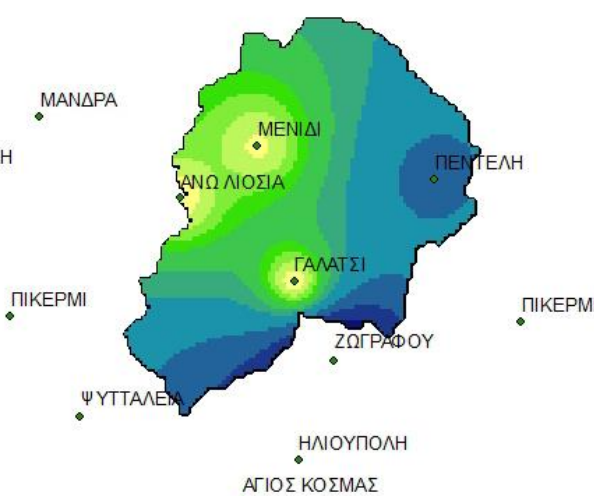 ΜΑΝΔΡΑ
ΜΕΝΙΔΙ
Η
ΠΕΝΤΕΛΗ
ΑΝΩ ΛΙΟΣΙΑ
ΓΑΛΑΤΣΙ
ΠΙΚΕΡΜΙ
ΠΙΚΕΡΜ
ΖΩΓΡΑΦΟΥ
ΨΥΤΤΑΛΕΙΑ
ΗΛΙΟΥΠΟΛΗ
ΑΓΙΟΣ ΚΟΣΜΑΣ